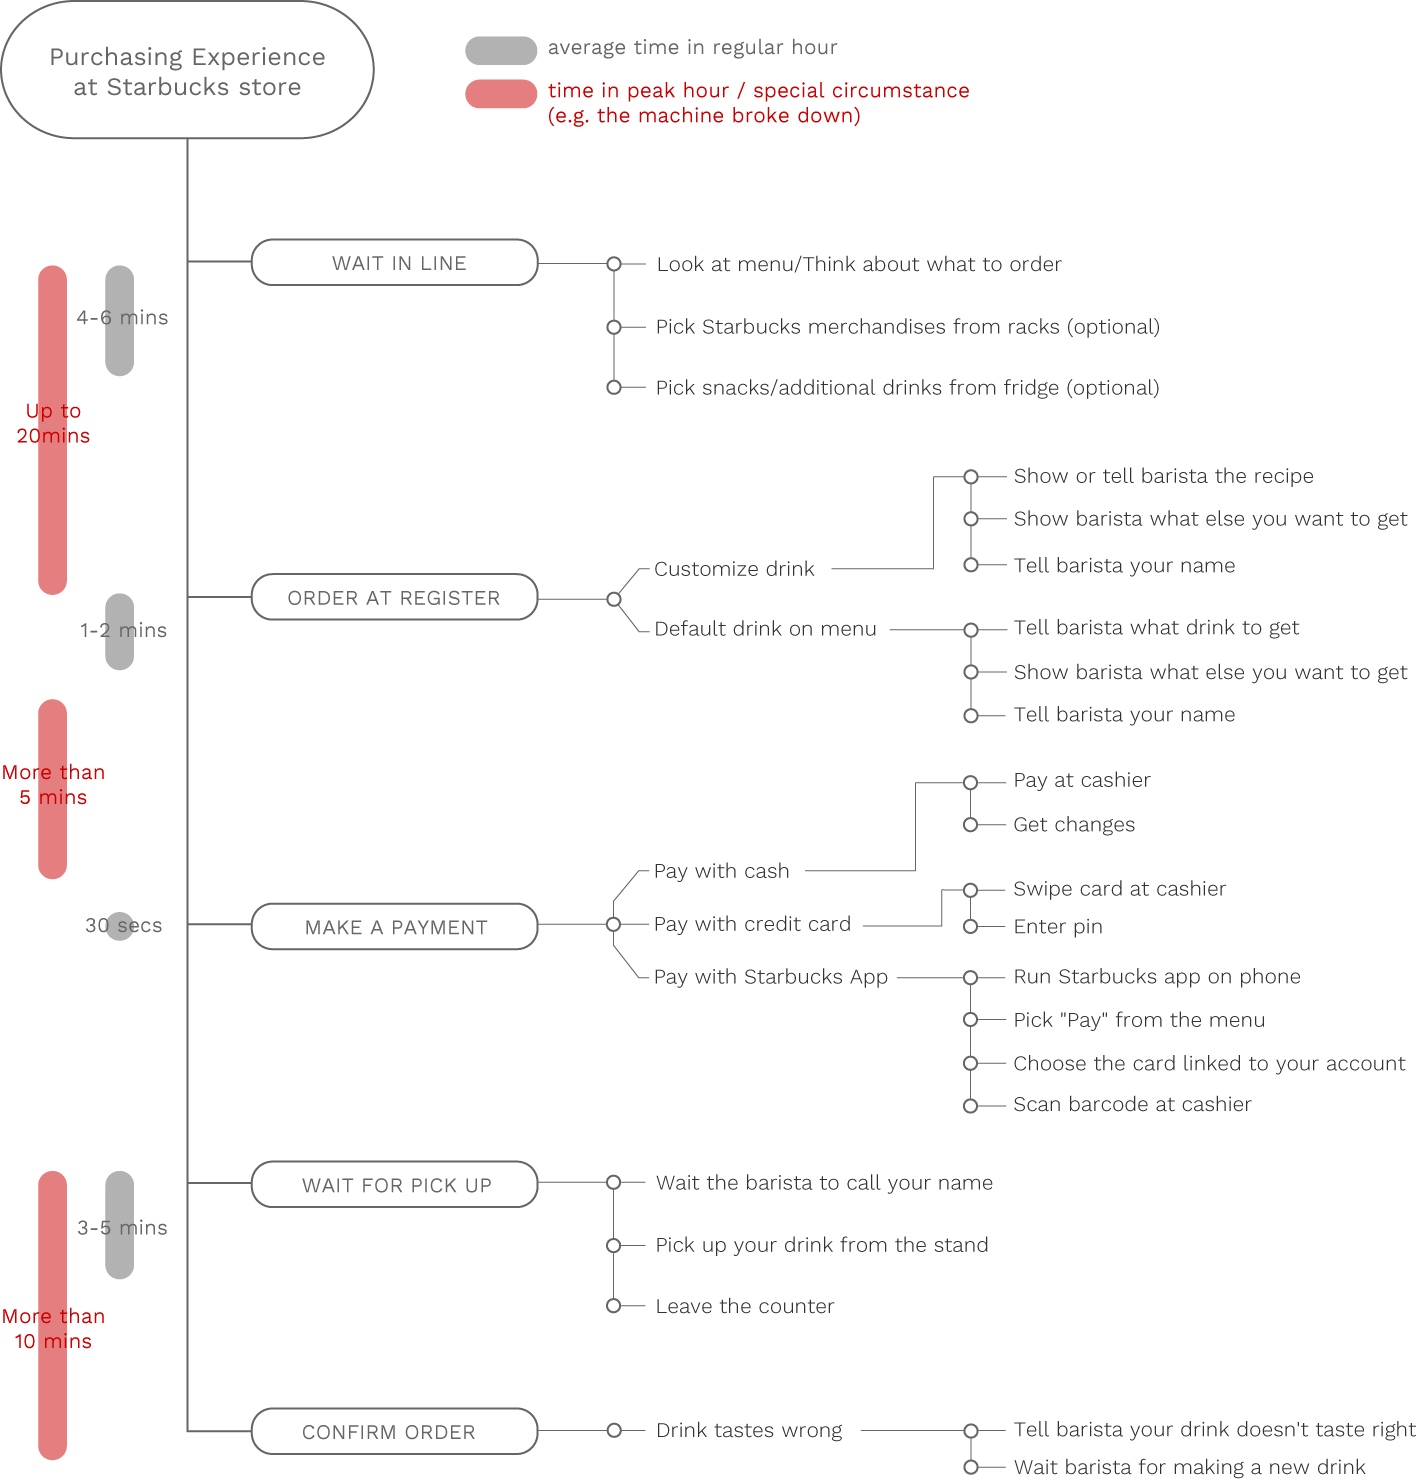 Purchasing Experience
at Starbucks store
average time in regular hour
time in peak hour / special circumstance
(e.g. the machine broke down)
WAIT IN LINE
Look at menu/Think about what to order
Pick Starbucks merchandises from racks (optional)
Pick snacks/additional drinks from fridge (optional)
4-6 mins
Up to
20mins
ORDER AT REGISTER
Customize drink
Show or tell barista the recipe
Show barista what else you want to get
Tell barista your name
Default drink on menu
Tell barista what drink to get
Show barista what else you want to get
Tell barista your name
1-2 mins
More than
5 mins
MAKE A PAYMENT
Pay with cash
Pay at cashier
Get changes
Pay with credit card
Swipe card at cashier
Enter pin
Pay with Starbucks App
Run Starbucks app on phone
Pick "Pay" from the menu
Choose the card linked to your account
Scan barcode at cashier
30 secs
WAIT FOR PICK UP
Wait the barista to call your name
Pick up your drink from the stand
Leave the counter
3-5 mins
More than
10 mins
CONFIRM ORDER
Drink tastes wrong
Tell barista your drink doesn't taste right
Wait barista for making a new drink